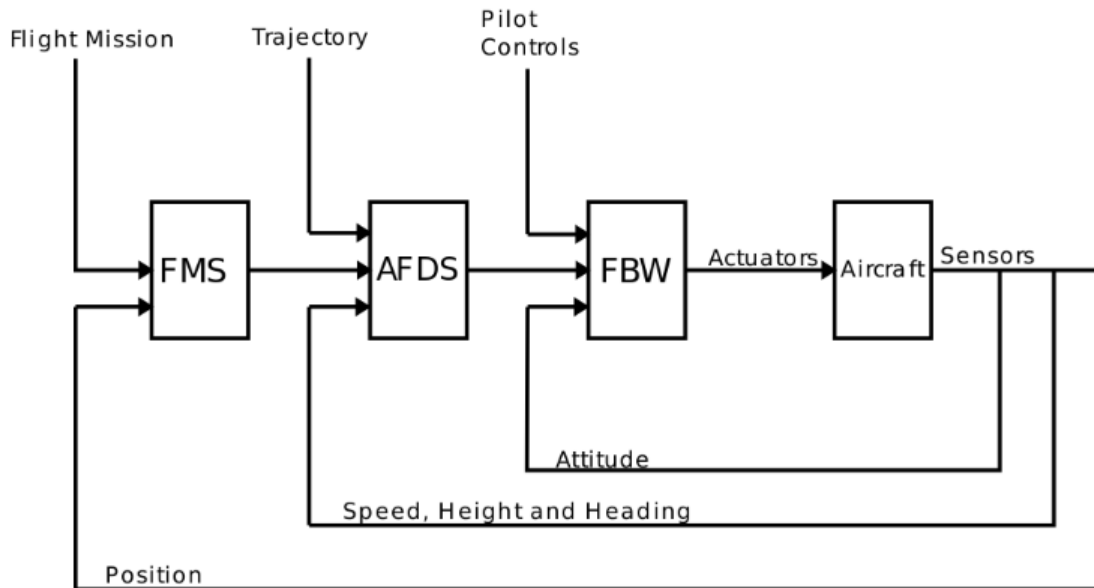 Flight Mission
Trajectory
Pilot
Controls
FMS
AFDS
FBW
Actuators
Aircraft
Sensors
Attitude
Speed, Height and Heading
Position